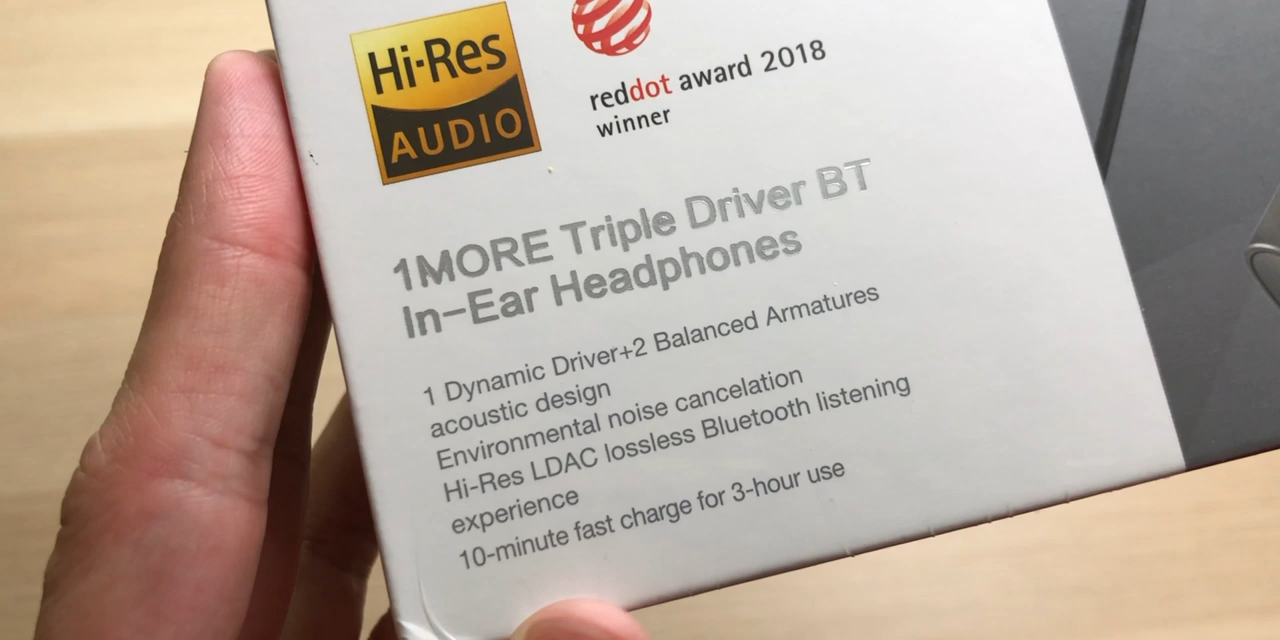 Hi-Res
AUDIO
reddot award 2018
winner
1MORE Triple Driver BT
In-Ear Headphones
1 Dynamic Driver+2 Balanced Armatures
acoustic design
Environmental noise cancelation
Hi-Res LDAC lossless Bluetooth listening
experience
10-minute fast charge for 3-hour use